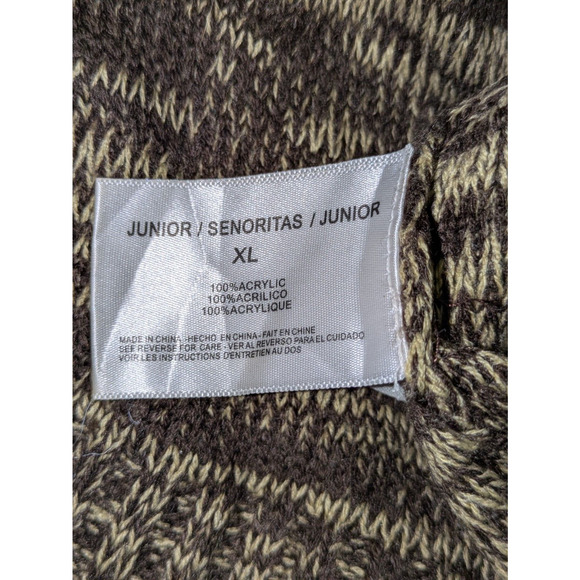 JUNIOR / SENORITAS / JUNIOR
XL
100%ACRYLIC
100%ACRILICO
100%ACRYLIQUE
MADE IN CHINA -HECHO EN CHINA- FAIT EN CHINE
SEE REVERSE FOR CARE - VER AL REVERSO PARA EL CUIDADO
VOIR LES INSTRUCTIONS D'ENTRETIEN AU DOS